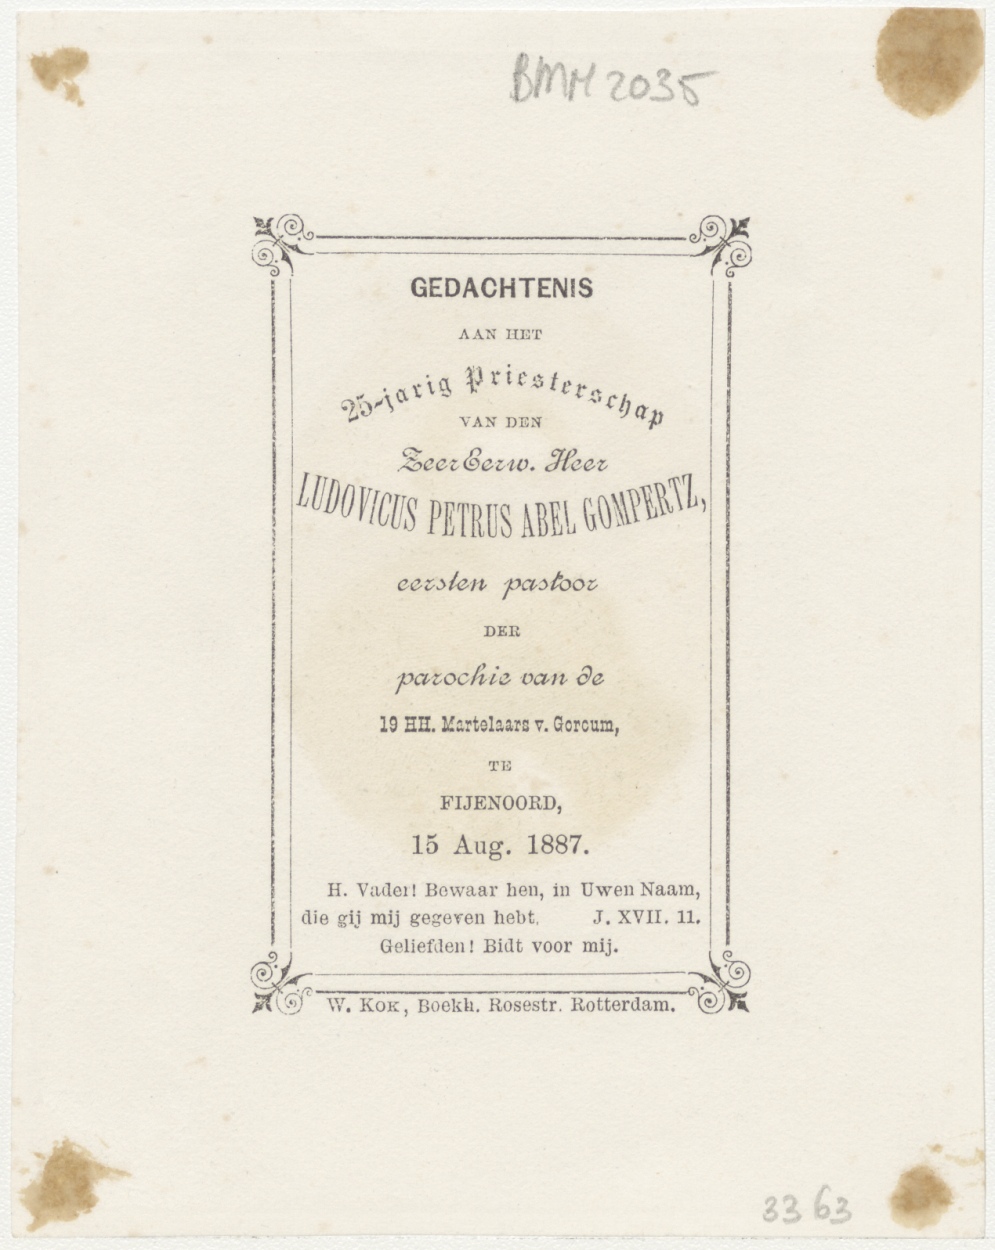 BMH 2035
GEDACHTENIS
AAN HET
25-jarig Priesterschap
VAN DEN
ZeerEerw. Heer
LUDOVICUS PETRUS ABEL GOMPERTZ,
eersten pastoor
DER
parochie van de
19 HH. Martelaars v. Gorcum,
TE
FIJENOORD,
15 Aug. 1887.
H. Vader! Bewaar hen, in Uwen Naam,
die gij mij gegeven hebt, J. XVII. 11.
Geliefden! Bidt voor mij.
W. KOK, Boekh. Rosestr. Rotterdam.
3363